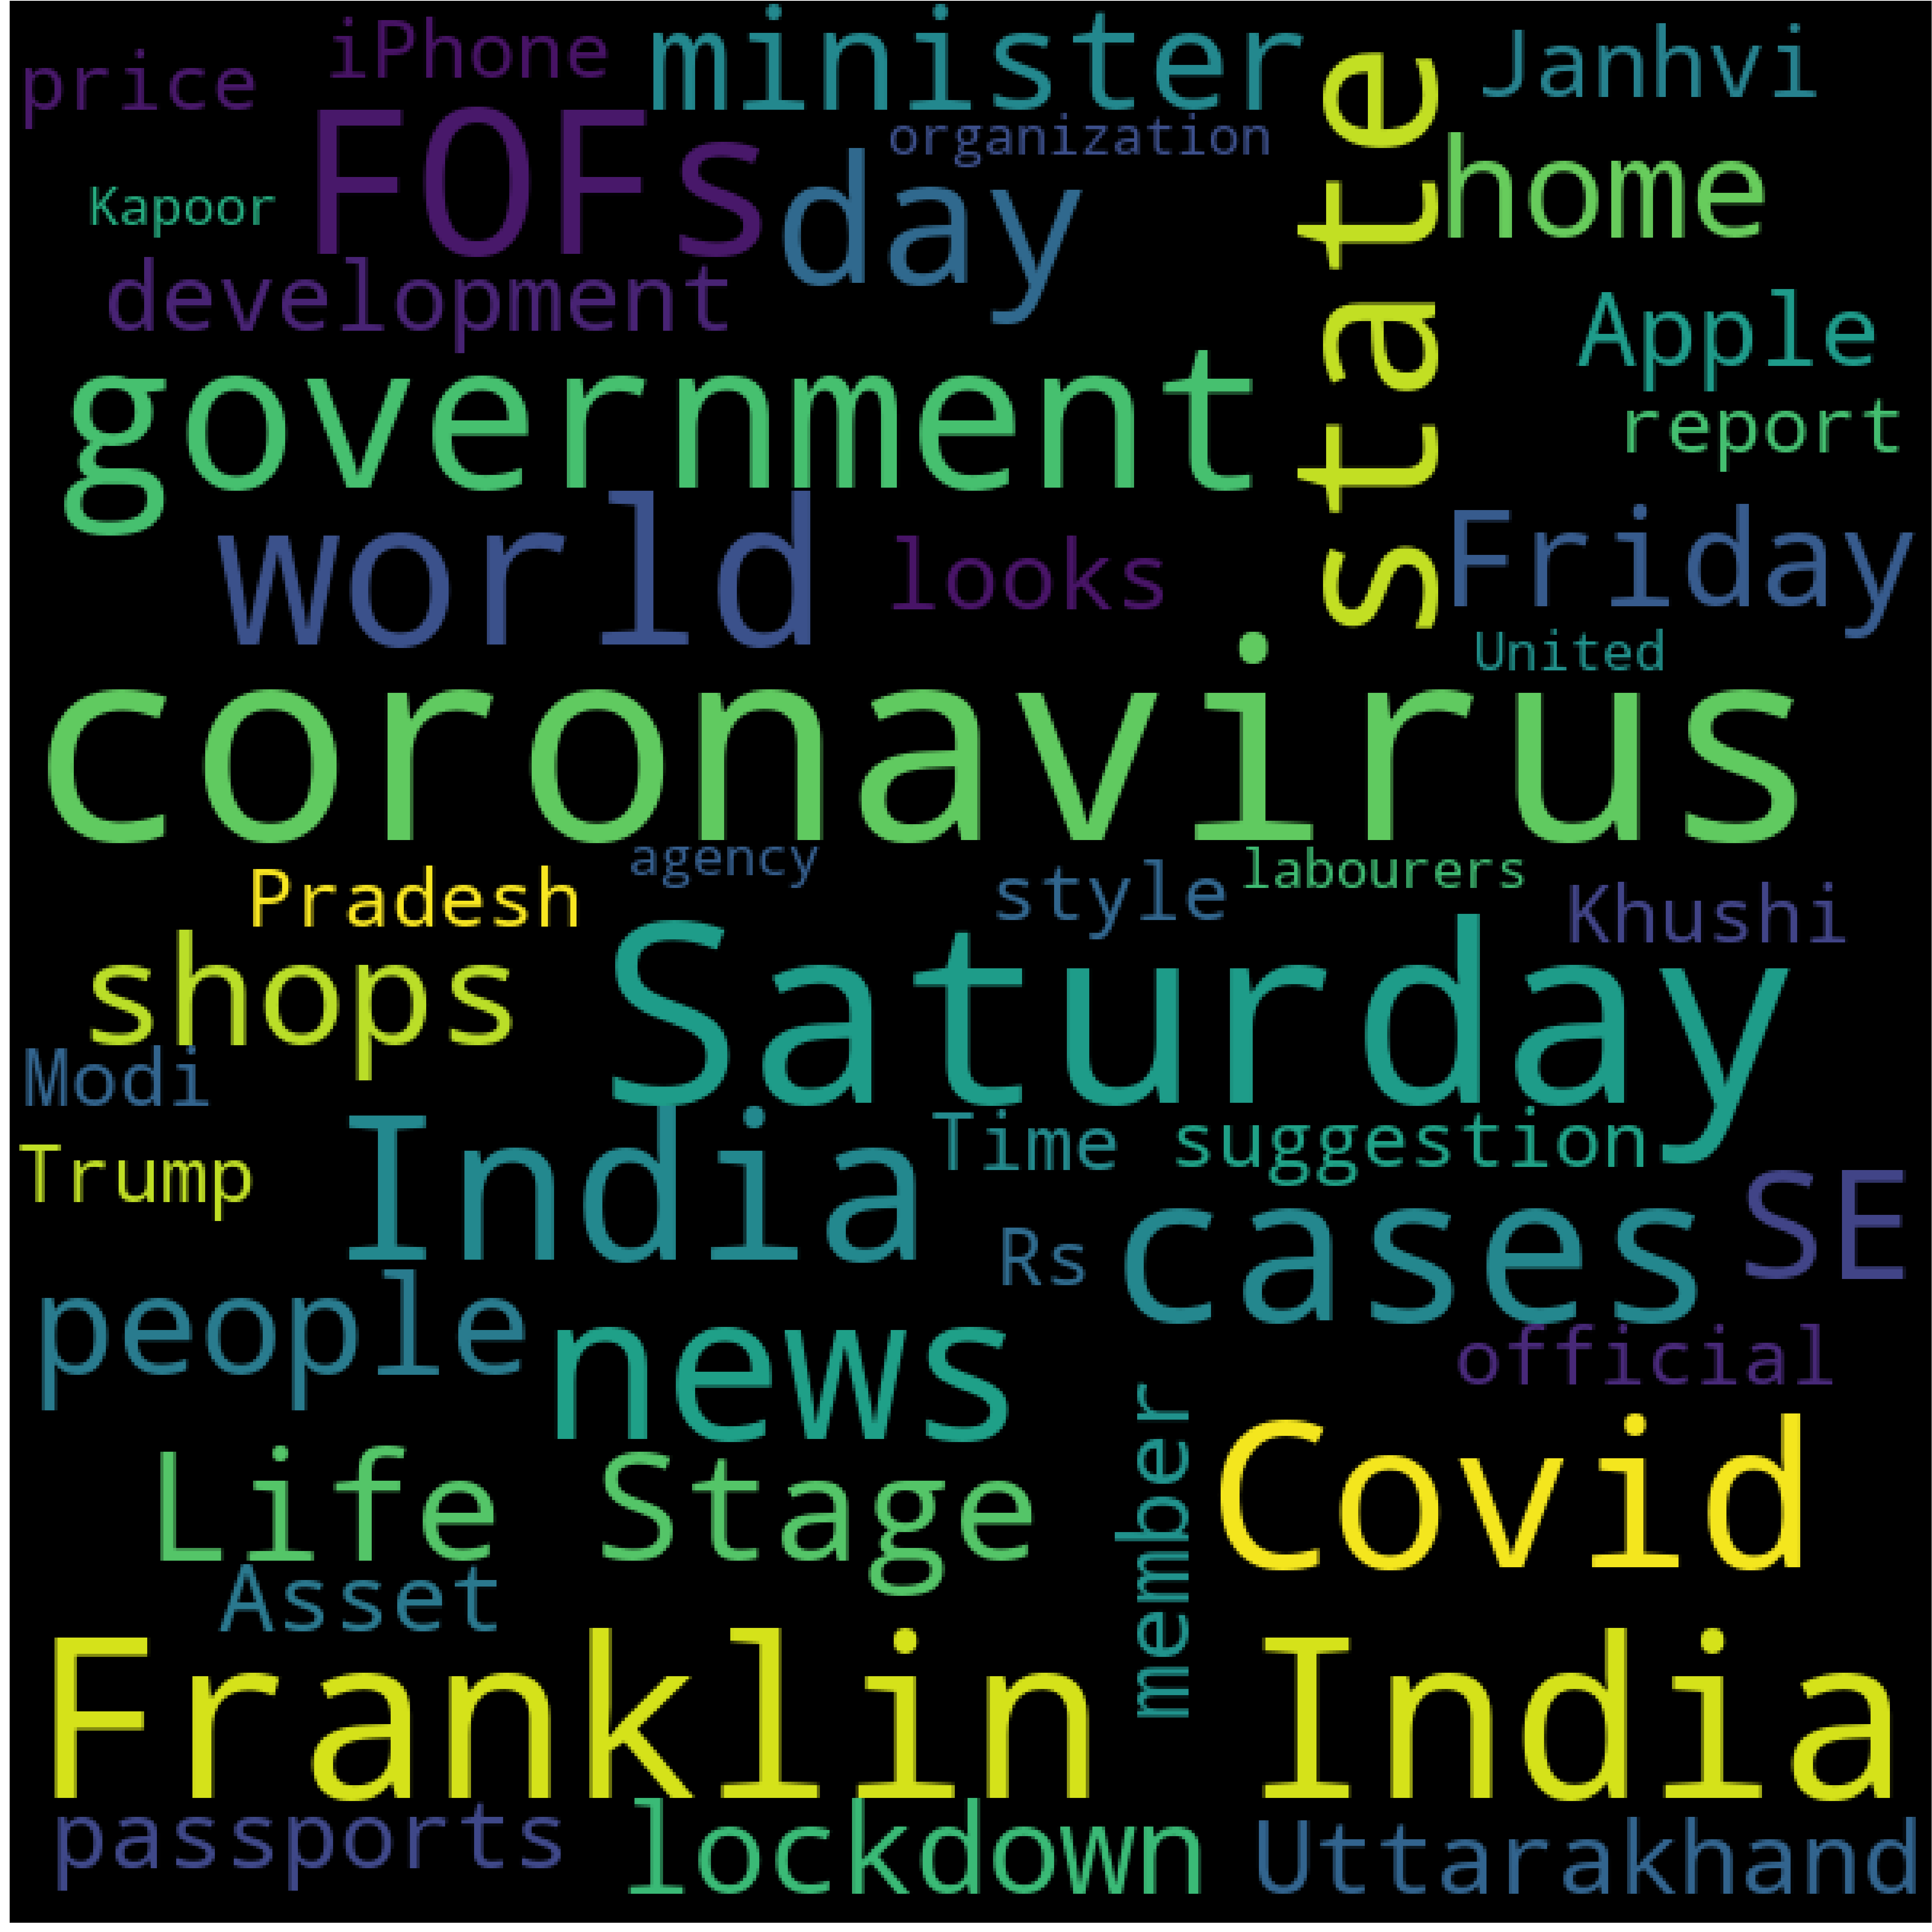 price
iPhone
minister
Janhvi
organization
FOFs
day
state
home
Kapoor
development
Apple
government
report
world
looks
Friday
United
coronavirus
Pradesh
agency
style
labourers
Khushi
shops
Saturday
Modi
Trump
India
Time
suggestion
SE
Rs
cases
people
news
official
member
Life Stage
Covid
Asset
Franklin India
passports
lockdown
Uttarakhand